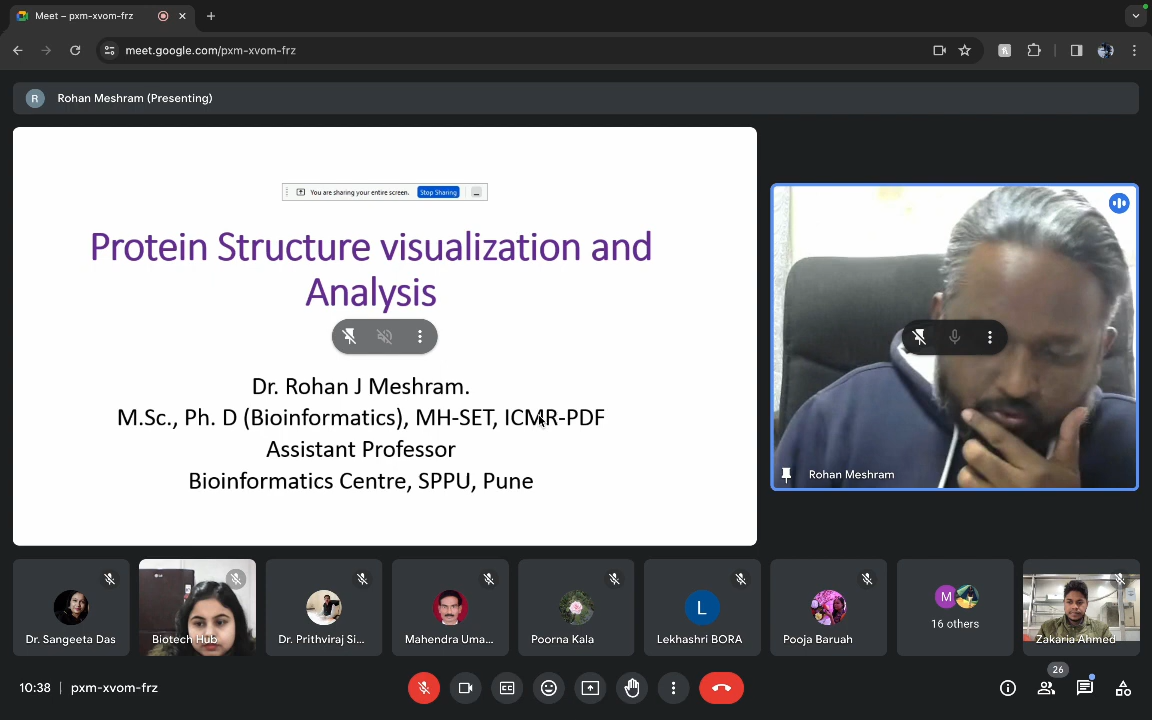 Meet – pxm-xvom-frz
meet.google.com/pxm-xvom-frz
R
Rohan Meshram (Presenting)
You are sharing your entire screen.
Stop Sharing
Protein Structure visualization and
Analysis
Dr. Rohan J Meshram.
M.Sc., Ph. D (Bioinformatics), MH-SET, ICMR-PDF
Assistant Professor
Bioinformatics Centre, SPPU, Pune
Rohan Meshram
Dr. Sangeeta Das
Biotech Hub
Dr. Prithviraj Si...
Mahendra Uma...
Poorna Kala
L
Lekhashri BORA
Pooja Baruah
M
16 others
Zakaria Ahmed
10:38 | pxm-xvom-frz
26